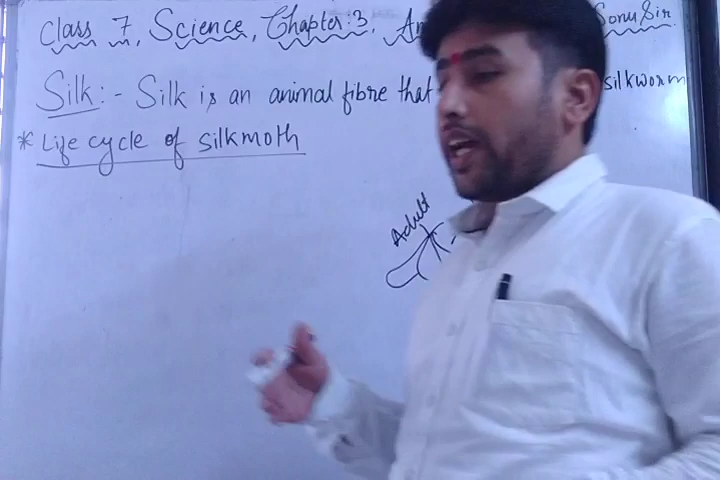 Class 7, Science, Chapter:3, An Sonu Sir
Silk:- Silk is an animal fibre that silkworm
* Life cycle of silkmoth
Adult